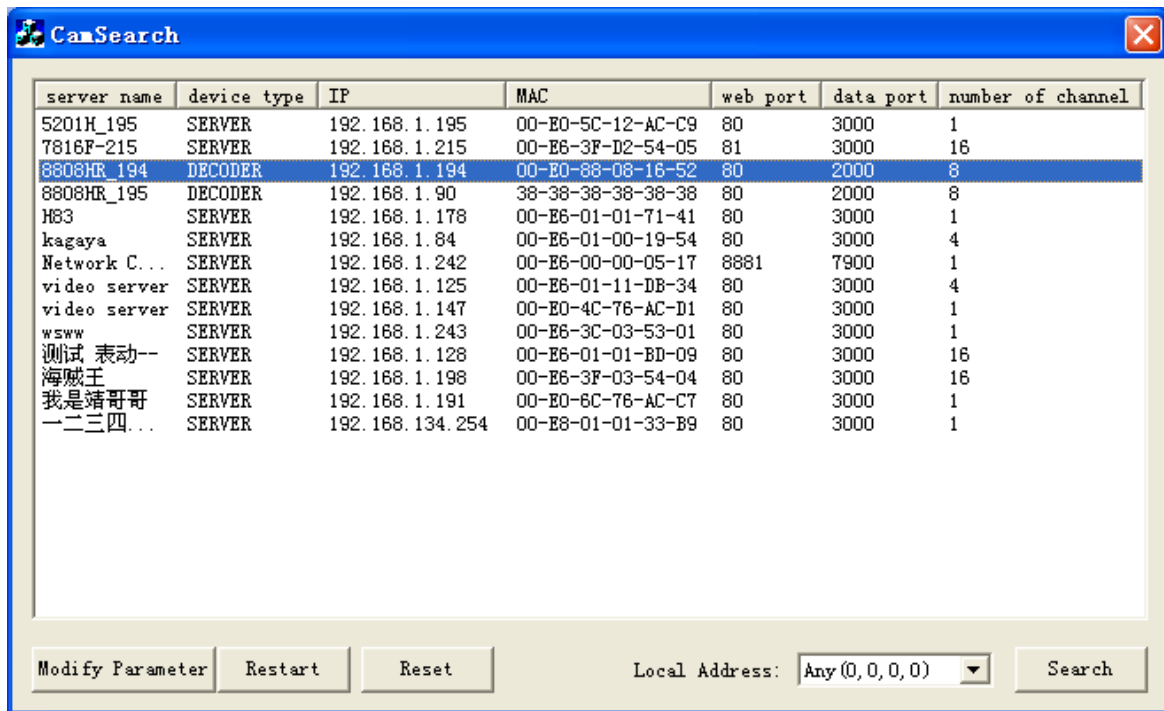 CamSearch
server name device type IP MAC web port data port number of channel
5201H_195 SERVER 192.168.1.195 00-E0-5C-12-AC-C9 80 3000 1
7816F-215 SERVER 192.168.1.215 00-E6-3F-D2-54-05 81 3000 16
8808HR_194 DECODER 192.168.1.194 00-E0-88-08-16-52 80 2000 8
8808HR_195 DECODER 192.168.1.90 38-38-38-38-38-38 80 2000 8
H83 SERVER 192.168.1.178 00-E6-01-01-71-41 80 3000 1
kagaya SERVER 192.168.1.84 00-E6-01-00-19-54 80 3000 4
Network C... SERVER 192.168.1.242 00-E6-00-00-05-17 8881 7900 1
video server SERVER 192.168.1.125 00-E6-01-11-DB-34 80 3000 4
video server SERVER 192.168.1.147 00-E0-4C-76-AC-D1 80 3000 1
wsww SERVER 192.168.1.243 00-E6-3C-03-53-01 80 3000 1
测试 表动-- SERVER 192.168.1.128 00-E6-01-01-BD-09 80 3000 16
海贼王 SERVER 192.168.1.198 00-E6-3F-03-54-04 80 3000 16
我是靖哥哥 SERVER 192.168.1.191 00-E0-6C-76-AC-C7 80 3000 1
一二三四... SERVER 192.168.134.254 00-E8-01-01-33-B9 80 3000 1
Modify Parameter Restart Reset Local Address: Any(0,0,0,0) Search